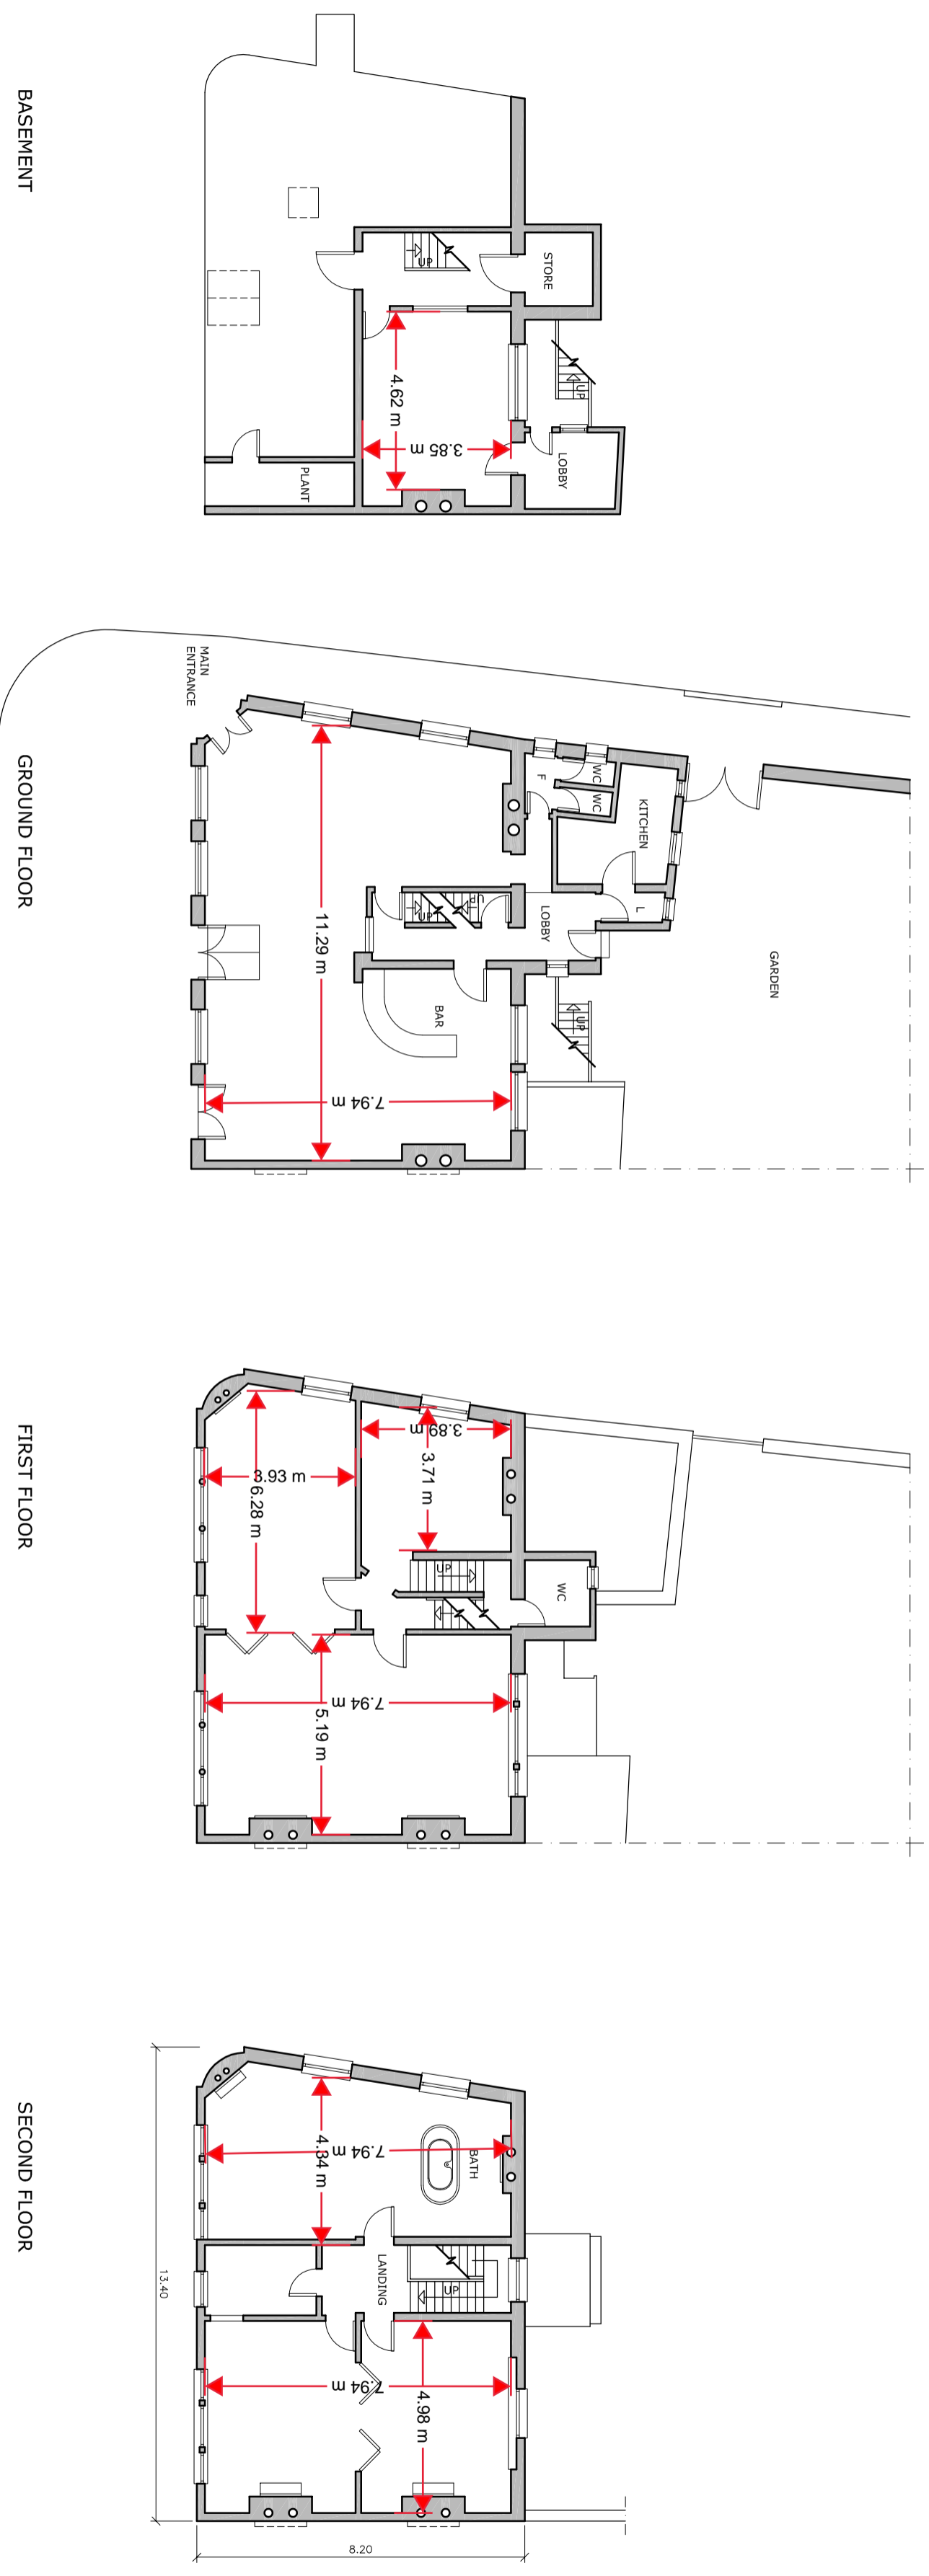 BASEMENT
STORE
UP
UP
4.62 m
3.85 m
LOBBY
PLANT
GROUND FLOOR
MAIN
ENTRANCE
WC
WC
F
KITCHEN
L
LOBBY
UP
UP
GARDEN
11.29 m
BAR
UP
7.94 m
FIRST FLOOR
3.89 m
3.71 m
3.93 m
6.28 m
UP
WC
7.94 m
5.19 m
SECOND FLOOR
4.34 m
7.94 m
BATH
LANDING
UP
13.40
7.94 m
4.98 m
8.20